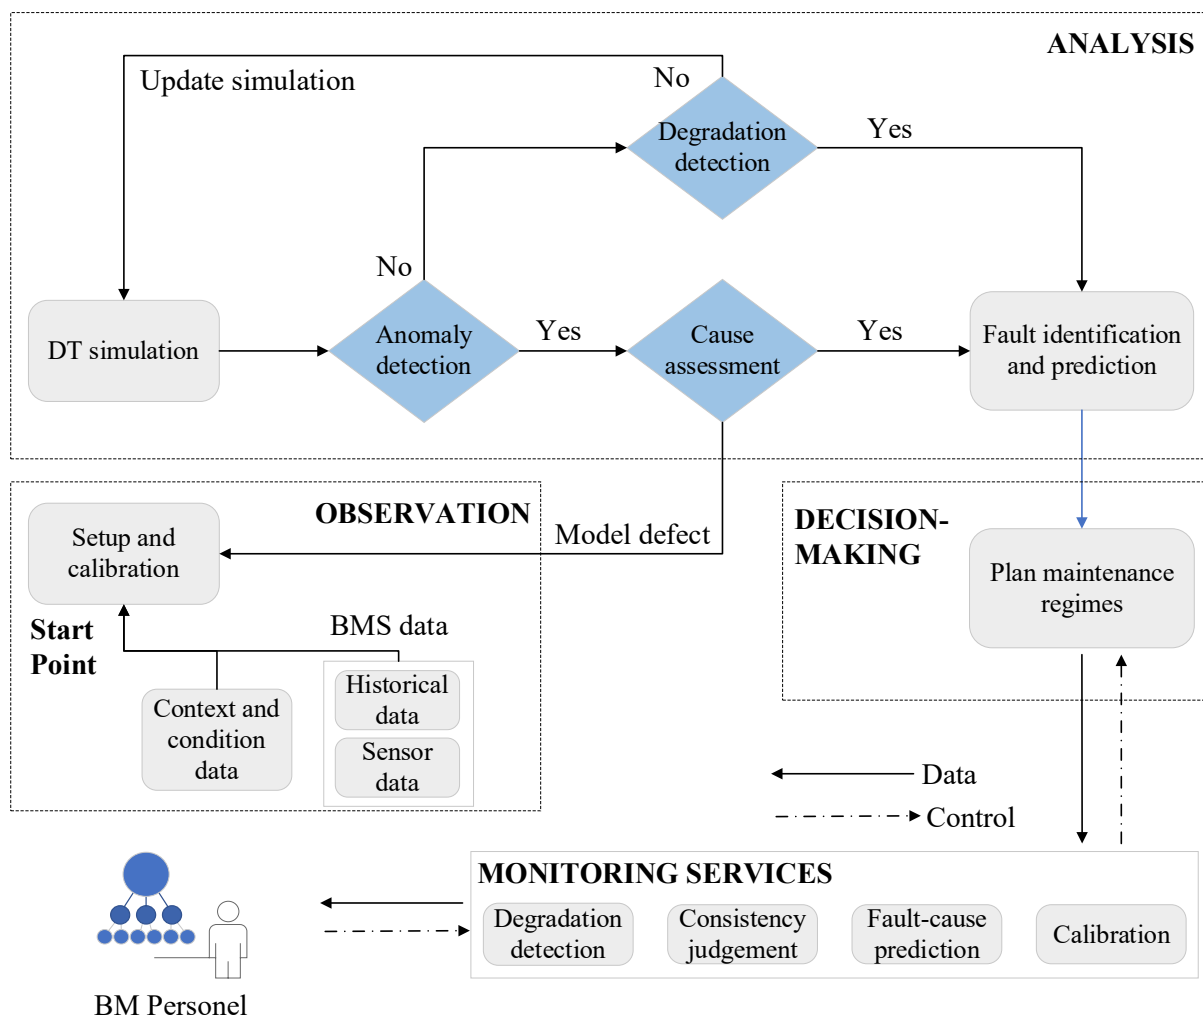 ANALYSIS
Update simulation
No
Degradation
detection
Yes
No
DT simulation
Anomaly
detection
Yes
Cause
assessment
Yes
Fault identification
and prediction
OBSERVATION
Setup and
calibration
Model defect
DECISION-
MAKING
Plan maintenance
regimes
Start
Point
BMS data
Context and
condition
data
Historical
data
Sensor
data
Data
Control
MONITORING SERVICES
Degradation
detection
Consistency
judgement
Fault-cause
prediction
Calibration
BM Personel